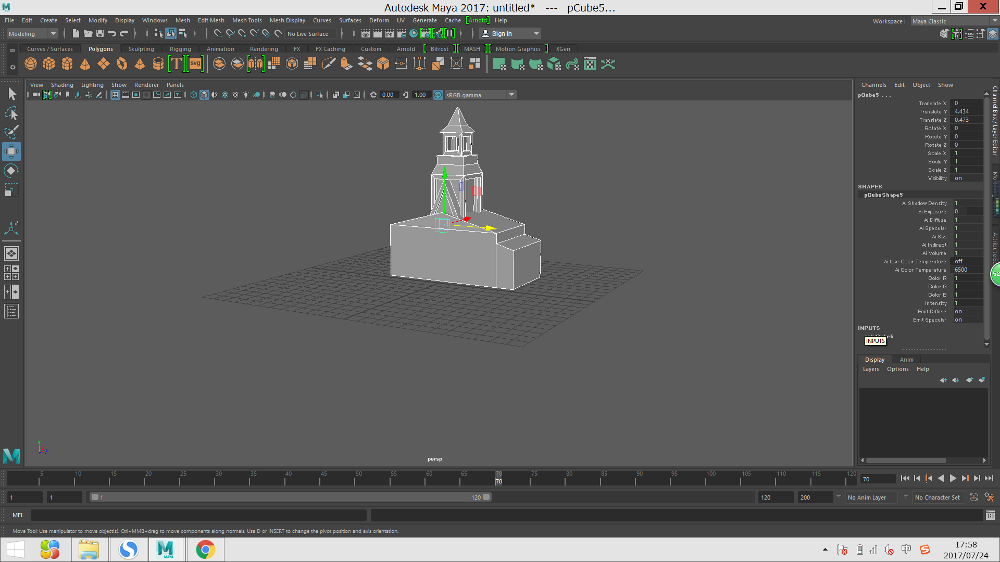 Autodesk Maya 2017: untitled*   ---   pCube5...
File Edit Create Select Modify Display Windows Mesh Edit Mesh Mesh Tools Mesh Display Curves Surfaces Deform UV Generate Cache [Arnold] Help
Workspace : Maya Classic
Modeling No Live Surface Sign In
Curves / Surfaces Polygons Sculpting Rigging Animation Rendering FX FX Caching Custom Arnold Bifrost MASH Motion Graphics XGen
T SVG
View Shading Lighting Show Renderer Panels
0.00 1.00 ON sRGB gamma
Channels Edit Object Show
pCube5 ...
Translate X 0
Translate Y 4.434
Translate Z 0.473
Rotate X 0
Rotate Y 0
Rotate Z 0
Scale X 1
Scale Y 1
Scale Z 1
Visibility on
SHAPES
pCubeShape5
Ai Shadow Density 1
Ai Exposure 0
Ai Diffuse 1
Ai Specular 1
Ai Sss 1
Ai Indirect 1
Ai Volume 1
Ai Use Color Temperature off
Ai Color Temperature 6500
Color R 1
Color G 1
Color B 1
Intensity 1
Emit Diffuse on
Emit Specular on
INPUTS
INPUTS
Channel Box / Layer Editor
52
Display Anim
Layers Options Help
y
z
persp
5 10 15 20 25 30 35 40 45 50 55 60 65 70 75 80 85 90 95 100 105 110 115 120
70
70
1 1 1 120 120 200 No Anim Layer No Character Set
MEL
Move Tool: Use manipulator to move object(s). Ctrl+MMB+drag to move components along normals. Use D or INSERT to change the pivot position and axis orientation.
MAYA
中
17:58
2017/07/24